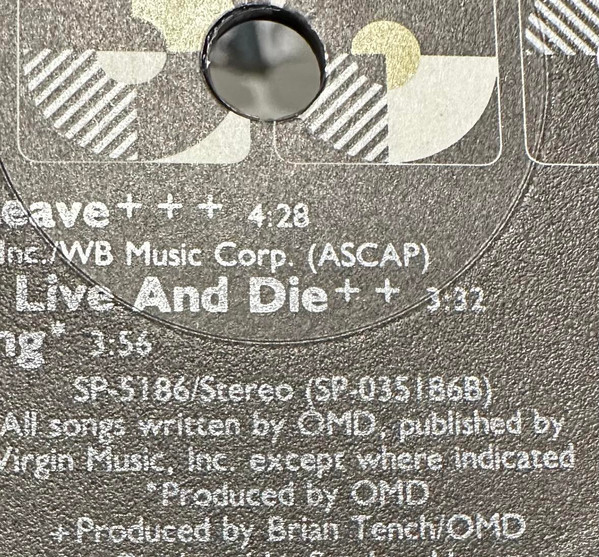 eave+++ 4:28
Inc./WB Music Corp. (ASCAP)
Live And Die++ 3:32
ng* 3:56
SP-5186/Stereo (SP-035186B)
All songs written by OMD, published by
Virgin Music, Inc. except where indicated
*Produced by OMD
+Produced by Brian Tench/OMD